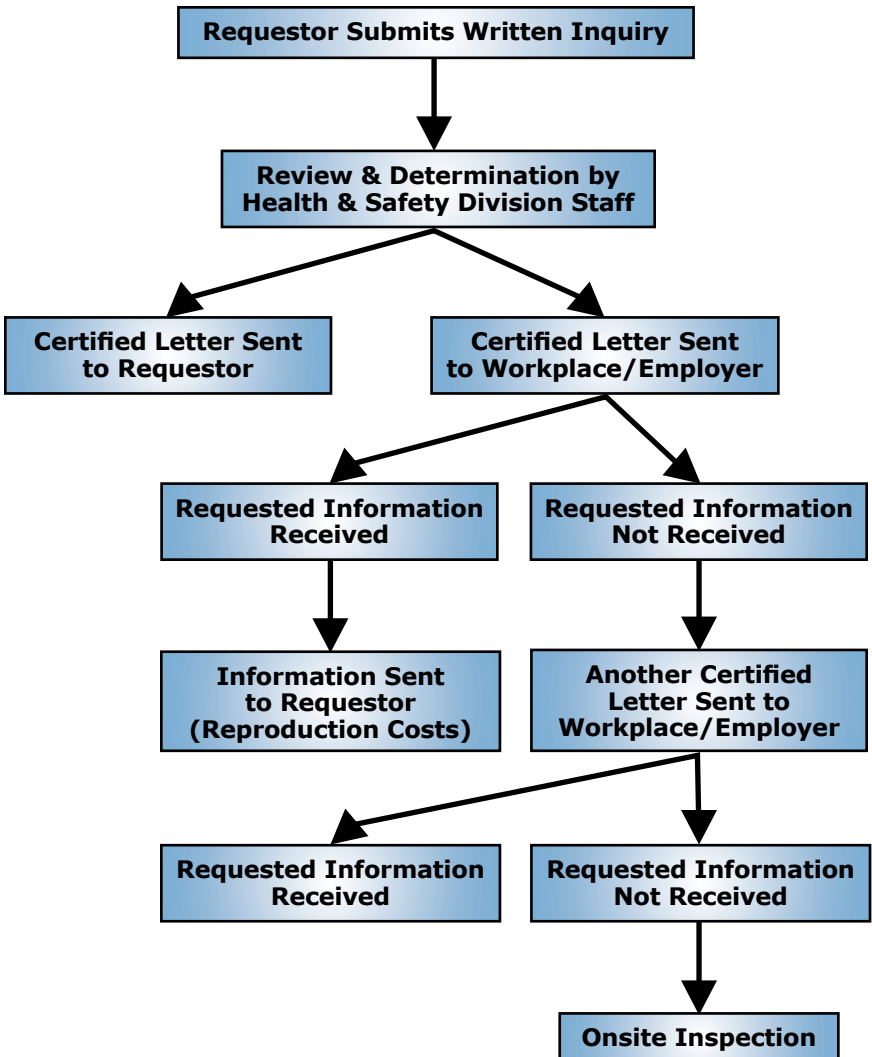 Requestor Submits Written Inquiry
Review & Determination by
Health & Safety Division Staff
Certified Letter Sent
to Requestor
Certified Letter Sent
to Workplace/Employer
Requested Information
Received
Requested Information
Not Received
Information Sent
to Requestor
(Reproduction Costs)
Another Certified
Letter Sent to
Workplace/Employer
Requested Information
Received
Requested Information
Not Received
Onsite Inspection